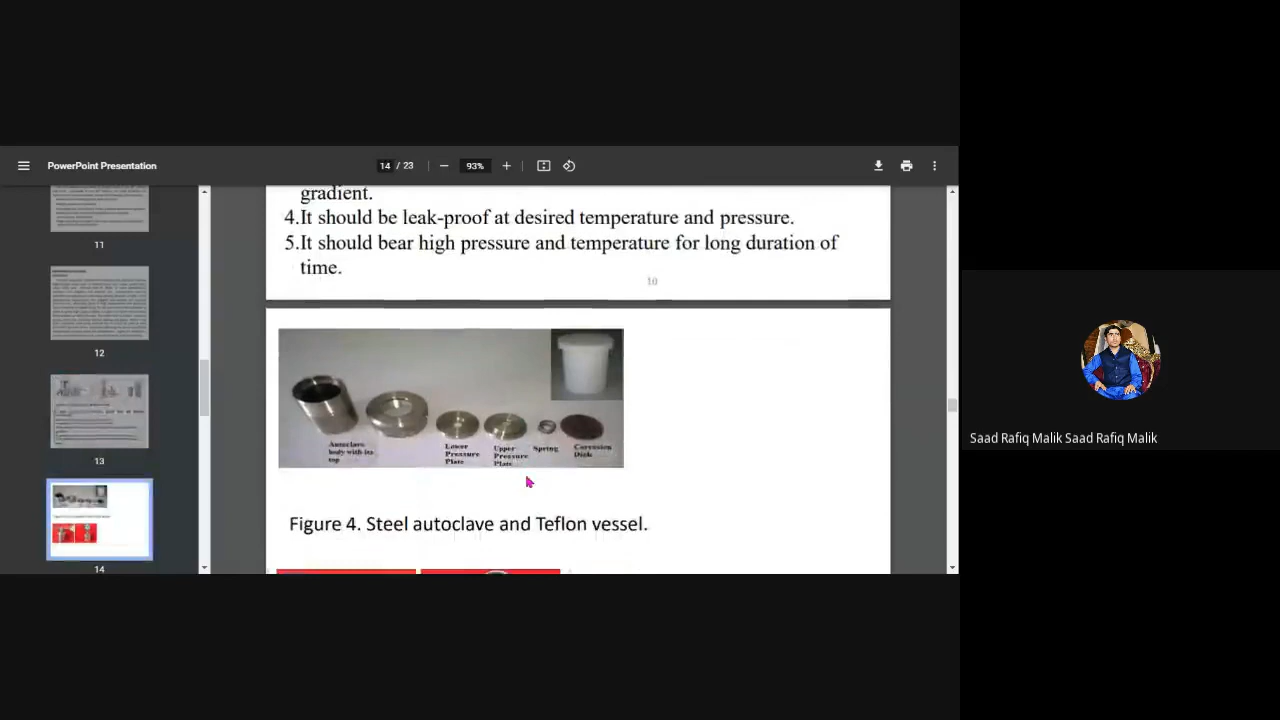 PowerPoint Presentation
14 / 23
93%
gradient.
4.It should be leak-proof at desired temperature and pressure.
5.It should bear high pressure and temperature for long duration of
time.
10
Autoclave
body with its
top
Lower
Pressure
Plate
Upper
Pressure
Plate
Spring
Corrosion
Disk
Figure 4. Steel autoclave and Teflon vessel.
11
12
13
14
Saad Rafiq Malik Saad Rafiq Malik